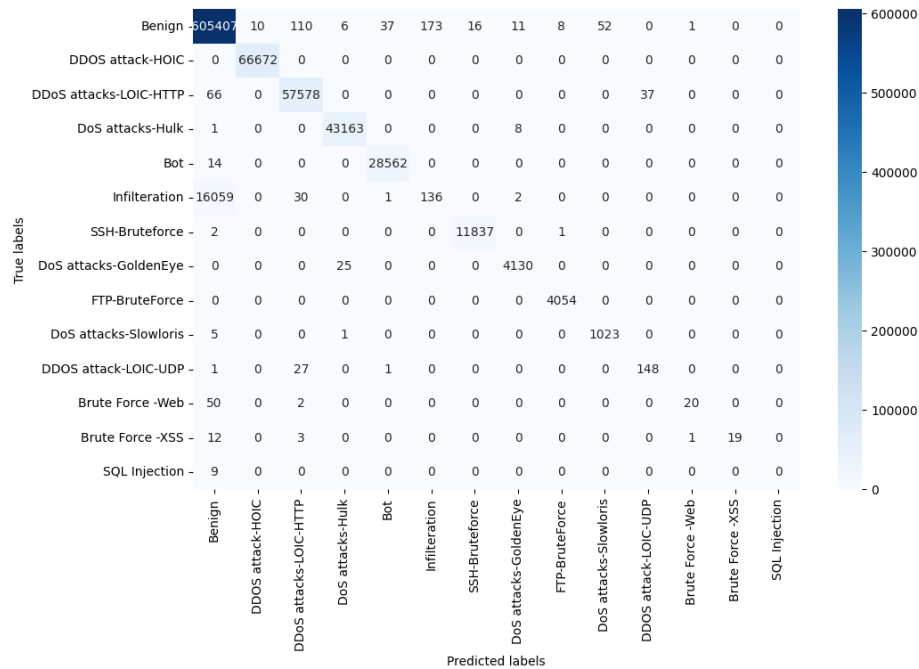 Benign 605407 10 110 6 37 173 16 11 8 52 0 1 0 0
DDOS attack-HOIC 0 66672 0 0 0 0 0 0 0 0 0 0 0 0
DDoS attacks-LOIC-HTTP 66 0 57578 0 0 0 0 0 0 0 37 0 0 0
DoS attacks-Hulk 1 0 0 43163 0 0 0 8 0 0 0 0 0 0
Bot 14 0 0 0 28562 0 0 0 0 0 0 0 0 0
Infilteration 16059 0 30 0 1 136 0 2 0 0 0 0 0 0
SSH-Bruteforce 2 0 0 0 0 0 11837 0 1 0 0 0 0 0
DoS attacks-GoldenEye 0 0 0 25 0 0 0 4130 0 0 0 0 0 0
FTP-BruteForce 0 0 0 0 0 0 0 0 4054 0 0 0 0 0
DoS attacks-Slowloris 5 0 0 1 0 0 0 0 0 1023 0 0 0 0
DDOS attack-LOIC-UDP 1 0 27 0 1 0 0 0 0 0 148 0 0 0
Brute Force -Web 50 0 2 0 0 0 0 0 0 0 0 20 0 0
Brute Force -XSS 12 0 3 0 0 0 0 0 0 0 0 1 19 0
SQL Injection 9 0 0 0 0 0 0 0 0 0 0 0 0 0
True labels
Benign
DDOS attack-HOIC
DDoS attacks-LOIC-HTTP
DoS attacks-Hulk
Bot
Infilteration
SSH-Bruteforce
DoS attacks-GoldenEye
FTP-BruteForce
DoS attacks-Slowloris
DDOS attack-LOIC-UDP
Brute Force -Web
Brute Force -XSS
SQL Injection
Predicted labels
600000
500000
400000
300000
200000
100000
0